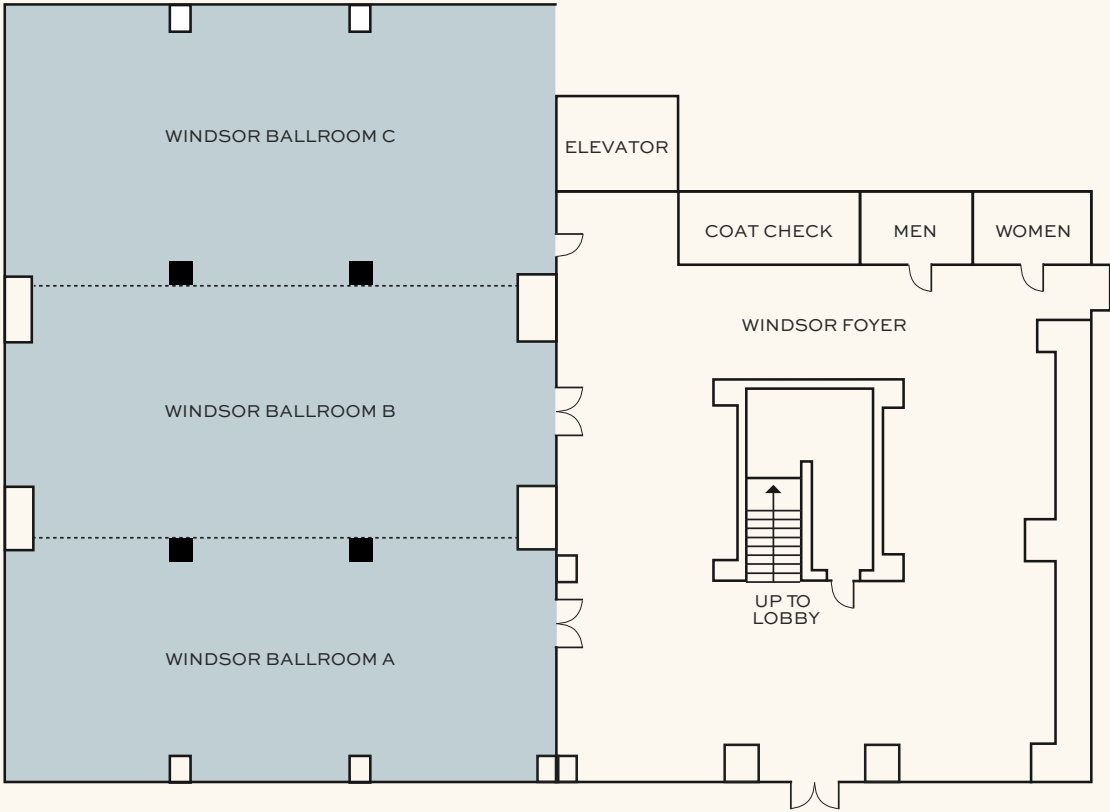 WINDSOR BALLROOM C
ELEVATOR
COAT CHECK
MEN
WOMEN
WINDSOR FOYER
WINDSOR BALLROOM B
UP TO
LOBBY
WINDSOR BALLROOM A